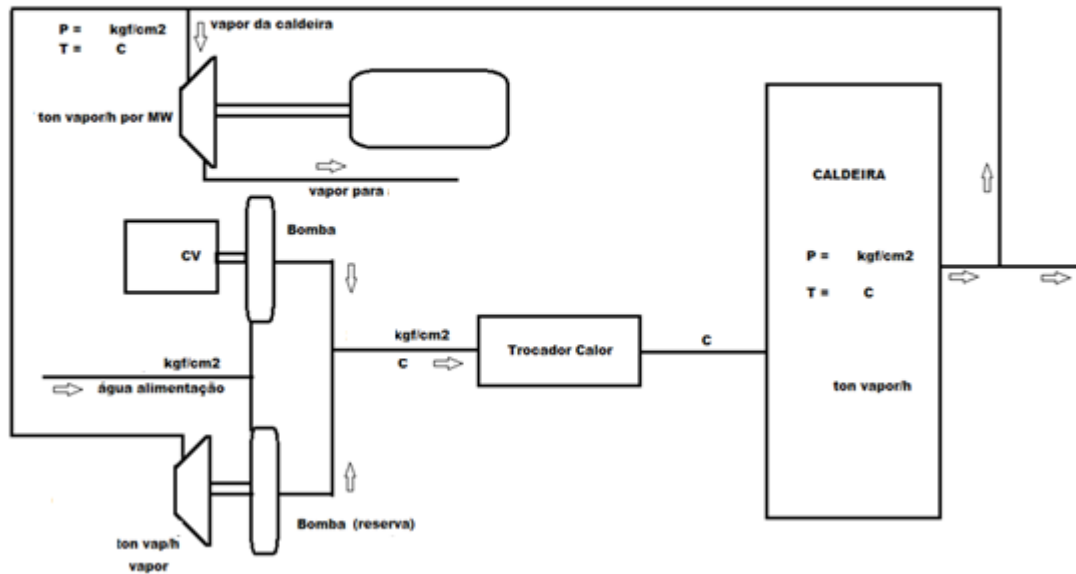 P = kgf/cm2
T = C
vapor da caldeira
ton vapor/h por MW
vapor para
CALDEIRA
P = kgf/cm2
T = C
ton vapor/h
Bomba
CV
kgf/cm2
C
Trocador Calor
C
kgf/cm2
água alimentação
Bomba (reserva)
ton vap/h
vapor